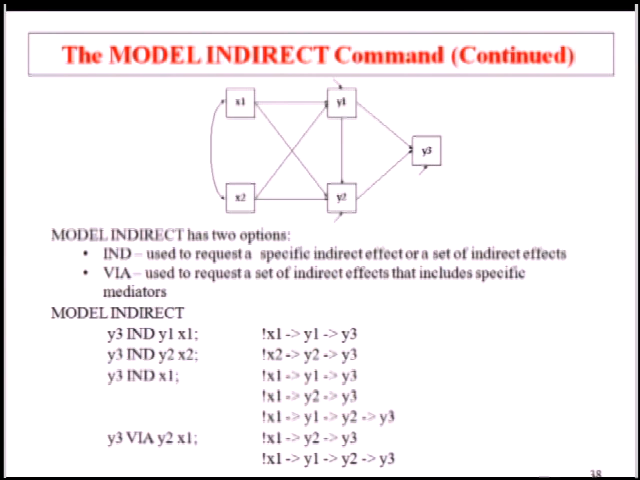 The MODEL INDIRECT Command (Continued)
x1
y1
y3
x2
y2
MODEL INDIRECT has two options:
• IND – used to request a specific indirect effect or a set of indirect effects
• VIA – used to request a set of indirect effects that includes specific
mediators
MODEL INDIRECT
y3 IND y1 x1; !x1 -> y1 -> y3
y3 IND y2 x2; !x2 -> y2 -> y3
y3 IND x1; !x1 -> y1 -> y3
!x1 -> y2 -> y3
!x1 -> y1 -> y2 -> y3
y3 VIA y2 x1; !x1 -> y2 -> y3
!x1 -> y1 -> y2 -> y3
38